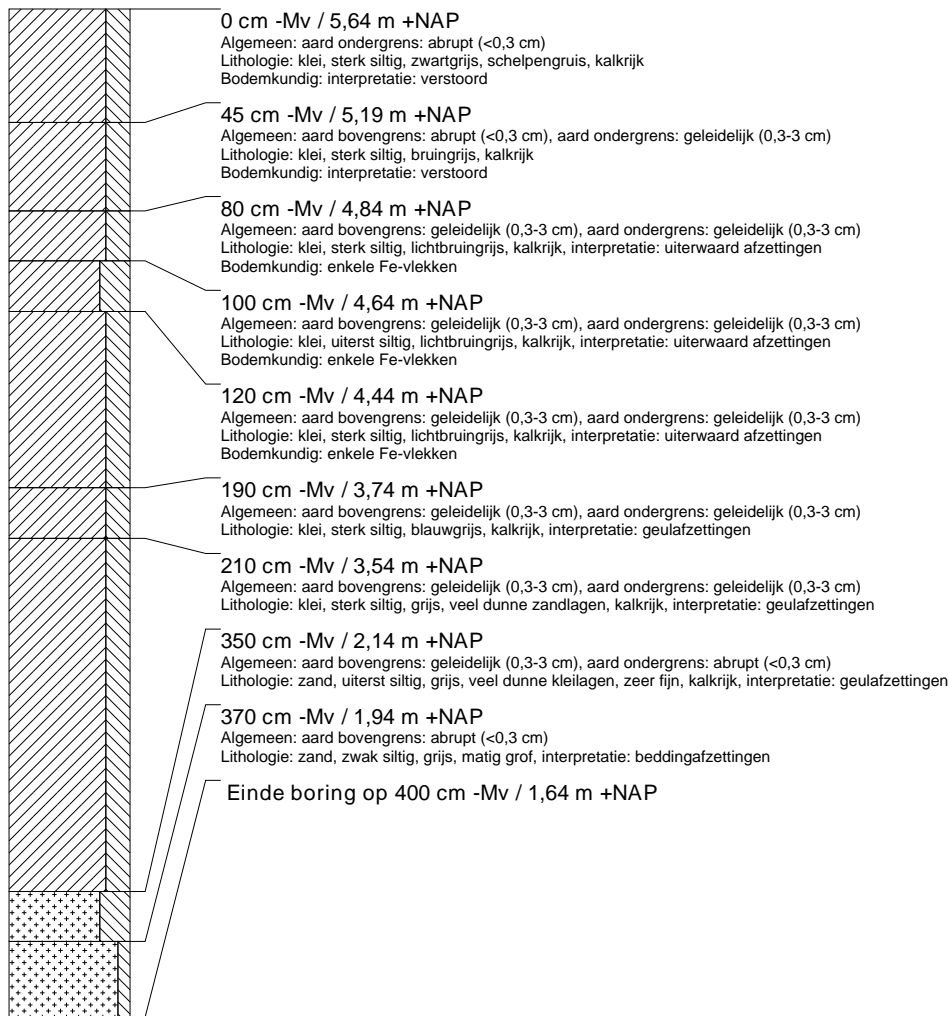 0 cm -Mv / 5,64 m +NAP
Algemeen: aard ondergrens: abrupt (<0,3 cm)
Lithologie: klei, sterk siltig, zwartgrijs, schelpengruis, kalkrijk
Bodemkundig: interpretatie: verstoord
45 cm -Mv / 5,19 m +NAP
Algemeen: aard bovengrens: abrupt (<0,3 cm), aard ondergrens: geleidelijk (0,3-3 cm)
Lithologie: klei, sterk siltig, bruingrijs, kalkrijk
Bodemkundig: interpretatie: verstoord
80 cm -Mv / 4,84 m +NAP
Algemeen: aard bovengrens: geleidelijk (0,3-3 cm), aard ondergrens: geleidelijk (0,3-3 cm)
Lithologie: klei, sterk siltig, lichtbruingrijs, kalkrijk, interpretatie: uiterwaard afzettingen
Bodemkundig: enkele Fe-vlekken
100 cm -Mv / 4,64 m +NAP
Algemeen: aard bovengrens: geleidelijk (0,3-3 cm), aard ondergrens: geleidelijk (0,3-3 cm)
Lithologie: klei, uiterst siltig, lichtbruingrijs, kalkrijk, interpretatie: uiterwaard afzettingen
Bodemkundig: enkele Fe-vlekken
120 cm -Mv / 4,44 m +NAP
Algemeen: aard bovengrens: geleidelijk (0,3-3 cm), aard ondergrens: geleidelijk (0,3-3 cm)
Lithologie: klei, sterk siltig, lichtbruingrijs, kalkrijk, interpretatie: uiterwaard afzettingen
Bodemkundig: enkele Fe-vlekken
190 cm -Mv / 3,74 m +NAP
Algemeen: aard bovengrens: geleidelijk (0,3-3 cm), aard ondergrens: geleidelijk (0,3-3 cm)
Lithologie: klei, sterk siltig, blauwgrijs, kalkrijk, interpretatie: geulafzettingen
210 cm -Mv / 3,54 m +NAP
Algemeen: aard bovengrens: geleidelijk (0,3-3 cm), aard ondergrens: geleidelijk (0,3-3 cm)
Lithologie: klei, sterk siltig, grijs, veel dunne zandlagen, kalkrijk, interpretatie: geulafzettingen
350 cm -Mv / 2,14 m +NAP
Algemeen: aard bovengrens: geleidelijk (0,3-3 cm), aard ondergrens: abrupt (<0,3 cm)
Lithologie: zand, uiterst siltig, grijs, veel dunne kleilagen, zeer fijn, kalkrijk, interpretatie: geulafzettingen
370 cm -Mv / 1,94 m +NAP
Algemeen: aard bovengrens: abrupt (<0,3 cm)
Lithologie: zand, zwak siltig, grijs, matig grof, interpretatie: beddingafzettingen
Einde boring op 400 cm -Mv / 1,64 m +NAP